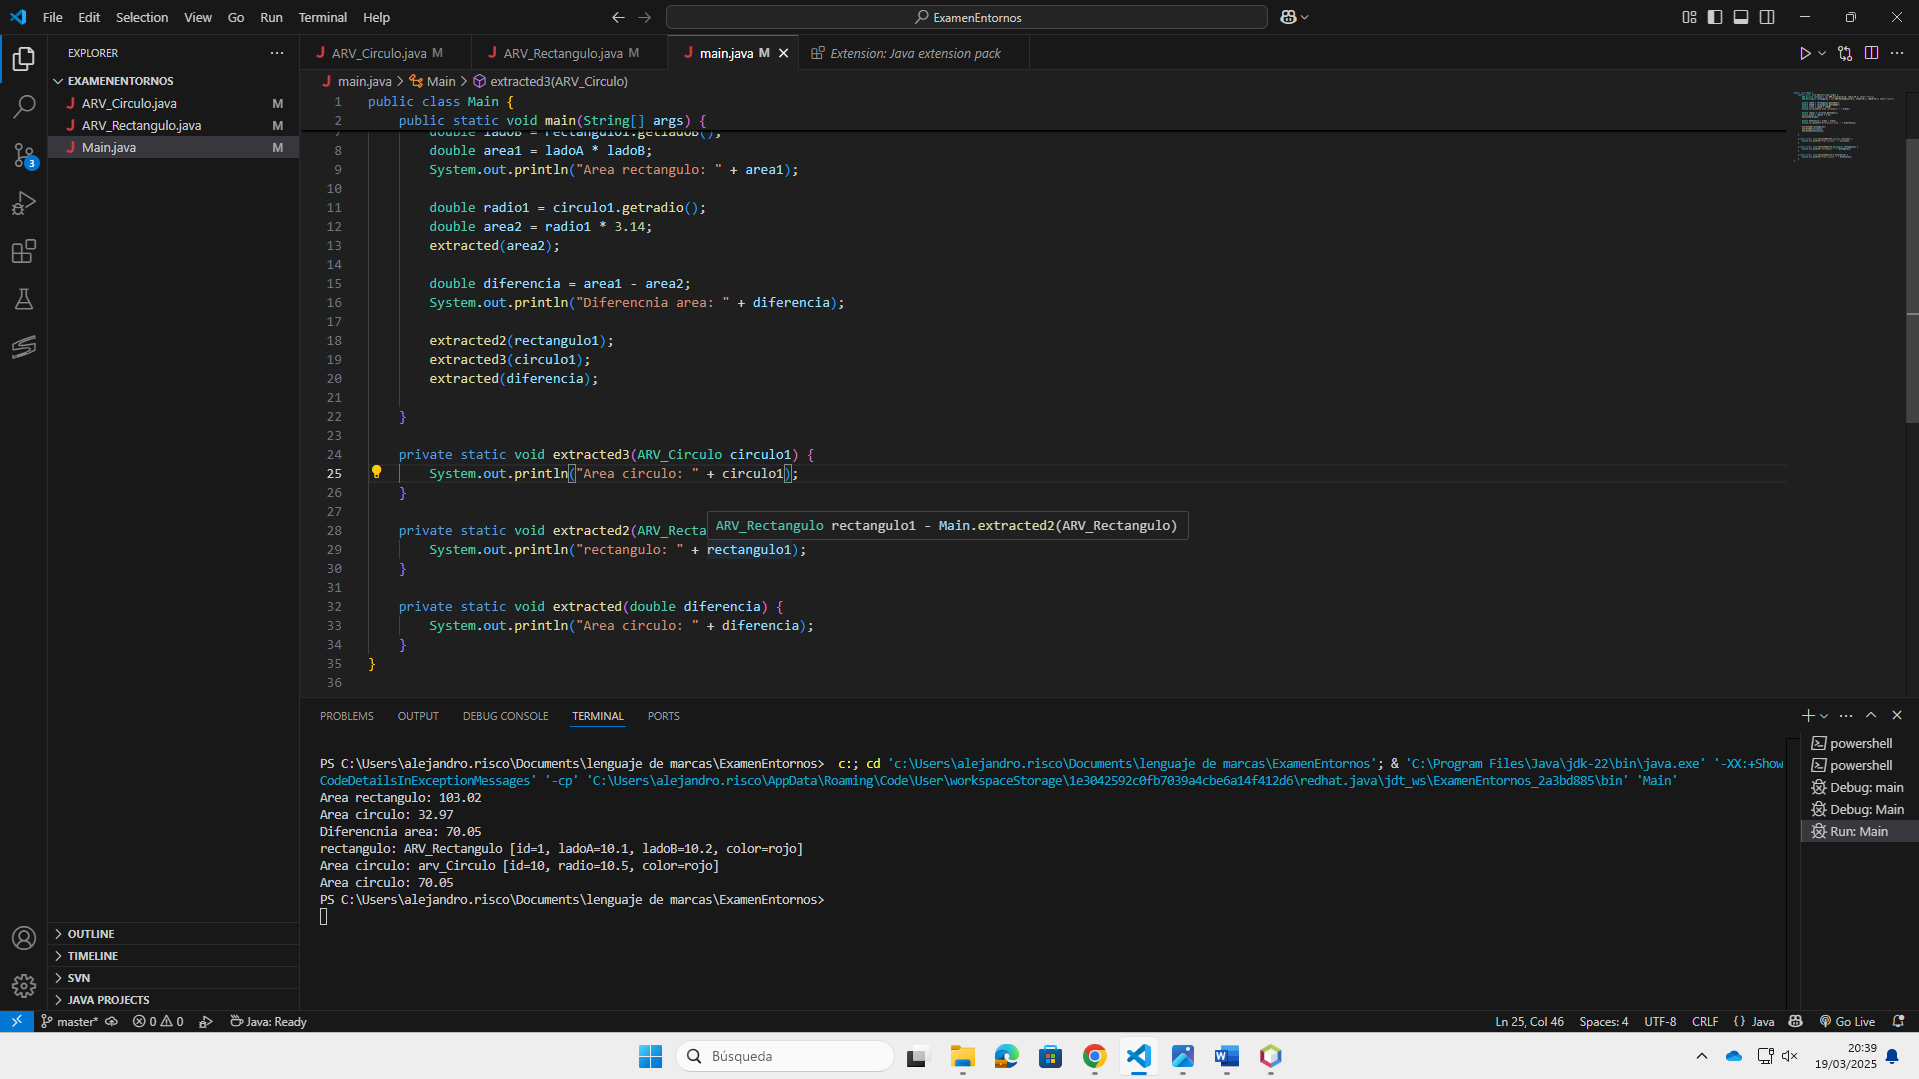 File Edit Selection View Go Run Terminal Help
ExamenEntornos
EXPLORER
EXAMENENTORNOS
ARV_Circulo.java M
ARV_Rectangulo.java M
Main.java M
3
OUTLINE
TIMELINE
SVN
JAVA PROJECTS
ARV_Circulo.java M ARV_Rectangulo.java M main.java M Extension: Java extension pack
main.java > Main > extracted3(ARV_Circulo)
1 public class Main {
2 public static void main(String[] args) {
7 double ladoB = rectangulo1.getladoB();
8 double area1 = ladoA * ladoB;
9 System.out.println("Area rectangulo: " + area1);
10
11 double radio1 = circulo1.getradio();
12 double area2 = radio1 * 3.14;
13 extracted(area2);
14
15 double diferencia = area1 - area2;
16 System.out.println("Diferencnia area: " + diferencia);
17
18 extracted2(rectangulo1);
19 extracted3(circulo1);
20 extracted(diferencia);
21
22 }
23
24 private static void extracted3(ARV_Circulo circulo1) {
25 System.out.println("Area circulo: " + circulo1);
26 }
27
ARV_Rectangulo rectangulo1 - Main.extracted2(ARV_Rectangulo)
28 private static void extracted2(ARV_Recta
29 System.out.println("rectangulo: " + rectangulo1);
30 }
31
32 private static void extracted(double diferencia) {
33 System.out.println("Area circulo: " + diferencia);
34 }
35 }
36
PROBLEMS OUTPUT DEBUG CONSOLE TERMINAL PORTS
PS C:\Users\alejandro.risco\Documents\lenguaje de marcas\ExamenEntornos> c:; cd 'c:\Users\alejandro.risco\Documents\lenguaje de marcas\ExamenEntornos'; & 'C:\Program Files\Java\jdk-22\bin\java.exe' '-XX:+Show
CodeDetailsInExceptionMessages' '-cp' 'C:\Users\alejandro.risco\AppData\Roaming\Code\User\workspaceStorage\1e3042592c0fb7039a4cbe6a14f412d6\redhat.java\jdt_ws\ExamenEntornos_2a3bd885\bin' 'Main'
Area rectangulo: 103.02
Area circulo: 32.97
Diferencnia area: 70.05
rectangulo: ARV_Rectangulo [id=1, ladoA=10.1, ladoB=10.2, color=rojo]
Area circulo: arv_Circulo [id=10, radio=10.5, color=rojo]
Area circulo: 70.05
PS C:\Users\alejandro.risco\Documents\lenguaje de marcas\ExamenEntornos>
powershell
powershell
Debug: main
Debug: Main
Run: Main
master* 0 0 Java: Ready
Ln 25, Col 46 Spaces: 4 UTF-8 CRLF {} Java Go Live
Búsqueda
20:39
19/03/2025